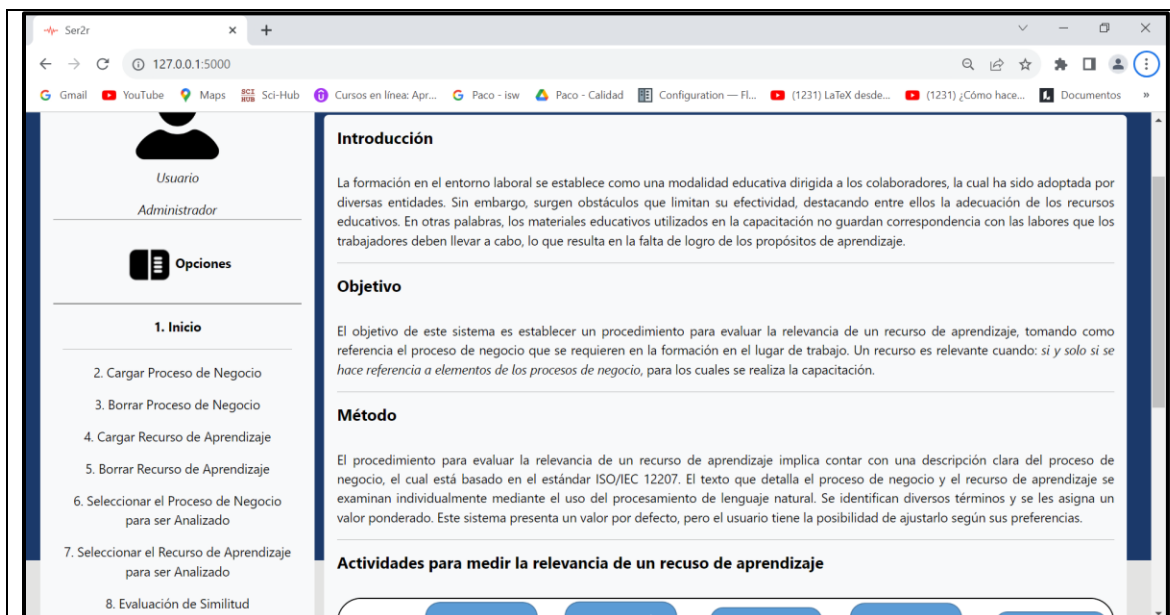 Ser2r
127.0.0.1:5000
Gmail YouTube Maps SCI HUB Sci-Hub Cursos en línea: Apr... Paco - isw Paco - Calidad Configuration — Fl... (1231) LaTeX desde... (1231) ¿Cómo hace... Documentos »
Usuario
Administrador
Opciones
1. Inicio
2. Cargar Proceso de Negocio
3. Borrar Proceso de Negocio
4. Cargar Recurso de Aprendizaje
5. Borrar Recurso de Aprendizaje
6. Seleccionar el Proceso de Negocio
para ser Analizado
7. Seleccionar el Recurso de Aprendizaje
para ser Analizado
8. Evaluación de Similitud
Introducción
La formación en el entorno laboral se establece como una modalidad educativa dirigida a los colaboradores, la cual ha sido adoptada por
diversas entidades. Sin embargo, surgen obstáculos que limitan su efectividad, destacando entre ellos la adecuación de los recursos
educativos. En otras palabras, los materiales educativos utilizados en la capacitación no guardan correspondencia con las labores que los
trabajadores deben llevar a cabo, lo que resulta en la falta de logro de los propósitos de aprendizaje.
Objetivo
El objetivo de este sistema es establecer un procedimiento para evaluar la relevancia de un recurso de aprendizaje, tomando como
referencia el proceso de negocio que se requieren en la formación en el lugar de trabajo. Un recurso es relevante cuando: si y solo si se
hace referencia a elementos de los procesos de negocio, para los cuales se realiza la capacitación.
Método
El procedimiento para evaluar la relevancia de un recurso de aprendizaje implica contar con una descripción clara del proceso de
negocio, el cual está basado en el estándar ISO/IEC 12207. El texto que detalla el proceso de negocio y el recurso de aprendizaje se
examinan individualmente mediante el uso del procesamiento de lenguaje natural. Se identifican diversos términos y se les asigna un
valor ponderado. Este sistema presenta un valor por defecto, pero el usuario tiene la posibilidad de ajustarlo según sus preferencias.
Actividades para medir la relevancia de un recuso de aprendizaje